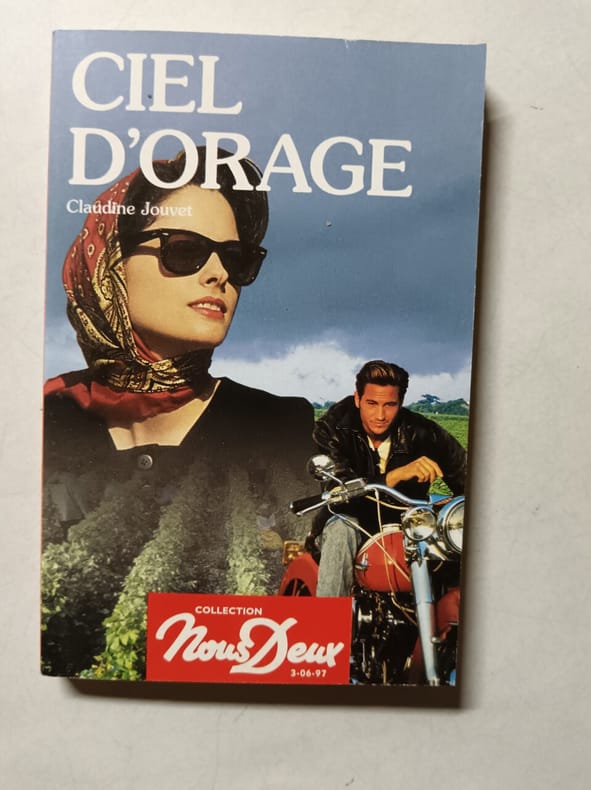 CIEL
D'ORAGE
Claudine Jouvet
COLLECTION
Nous Deux
3-06-97